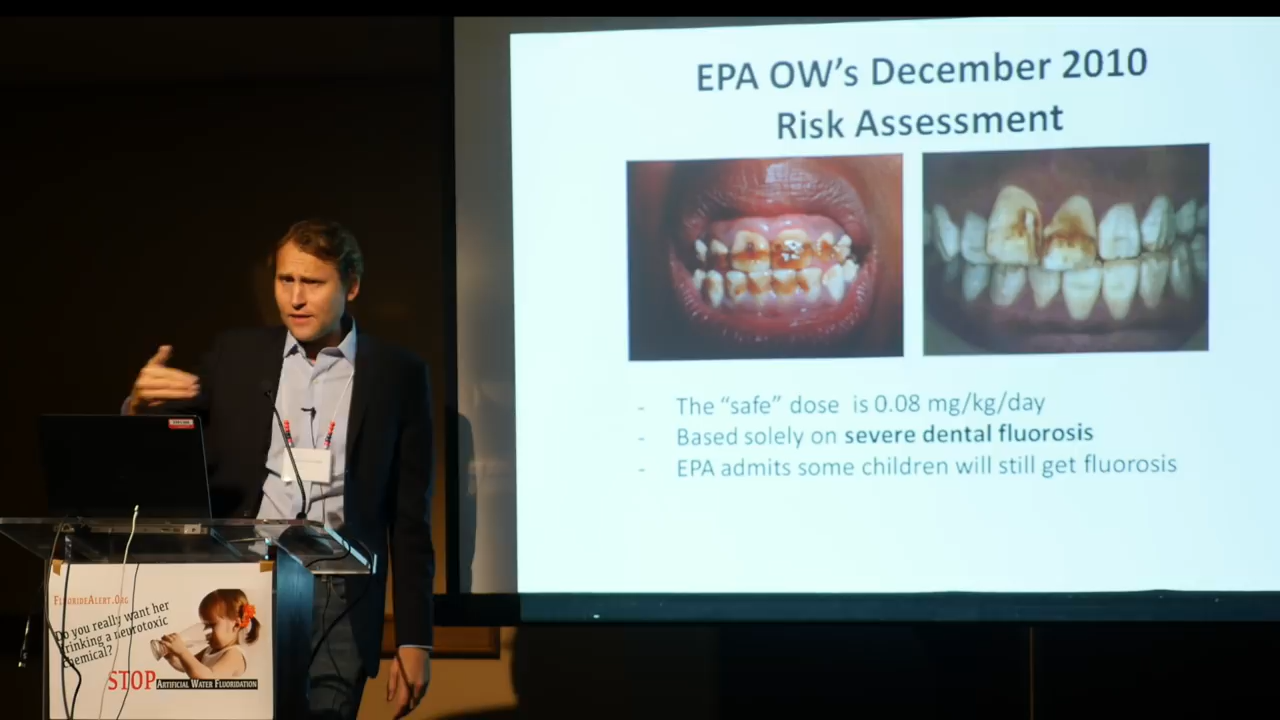 EPA OW's December 2010
Risk Assessment
- The "safe" dose is 0.08 mg/kg/day
- Based solely on severe dental fluorosis
- EPA admits some children will still get fluorosis
FluorideAlert.Org
Do you really want her
drinking a neurotoxic
chemical?
STOP Artificial Water Fluoridation